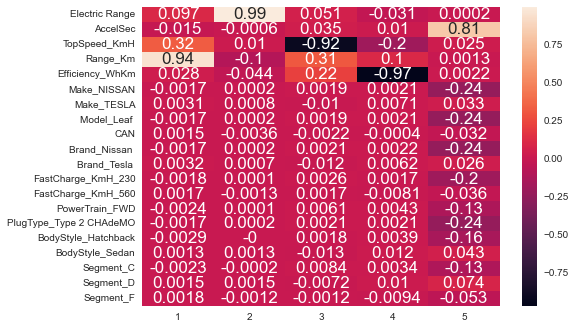 Electric Range 0.097 0.99 0.051 -0.031 0.0002
AccelSec -0.015 -0.0006 0.035 0.01 0.81
TopSpeed_KmH 0.32 0.01 -0.92 -0.2 0.025
Range_Km 0.94 -0.1 0.31 0.1 0.0013
Efficiency_WhKm 0.028 -0.044 0.22 -0.97 0.0022
Make_NISSAN -0.0017 0.0002 0.0019 0.0021 -0.24
Make_TESLA 0.0031 0.0008 -0.01 0.0071 0.033
Model_Leaf -0.0017 0.0002 0.0019 0.0021 -0.24
CAN 0.0015 -0.0036 -0.0022 -0.0004 -0.032
Brand_Nissan -0.0017 0.0002 0.0021 0.0022 -0.24
Brand_Tesla 0.0032 0.0007 -0.012 0.0062 0.026
FastCharge_KmH_230 -0.0018 0.0001 0.0026 0.0017 -0.2
FastCharge_KmH_560 0.0017 -0.0013 0.0017 -0.0081 -0.036
PowerTrain_FWD -0.0024 0.0001 0.0061 0.0043 -0.13
PlugType_Type 2 CHAdeMO -0.0017 0.0002 0.0021 0.0021 -0.24
BodyStyle_Hatchback -0.0029 -0 0.0018 0.0039 -0.16
BodyStyle_Sedan 0.0013 0.0013 -0.013 0.012 0.043
Segment_C -0.0023 -0.0002 0.0084 0.0034 -0.13
Segment_D 0.0015 0.0015 -0.0072 0.01 0.074
Segment_F 0.0018 -0.0012 -0.0012 -0.0094 -0.053
1 2 3 4 5
0.75
0.50
0.25
0.00
-0.25
-0.50
-0.75